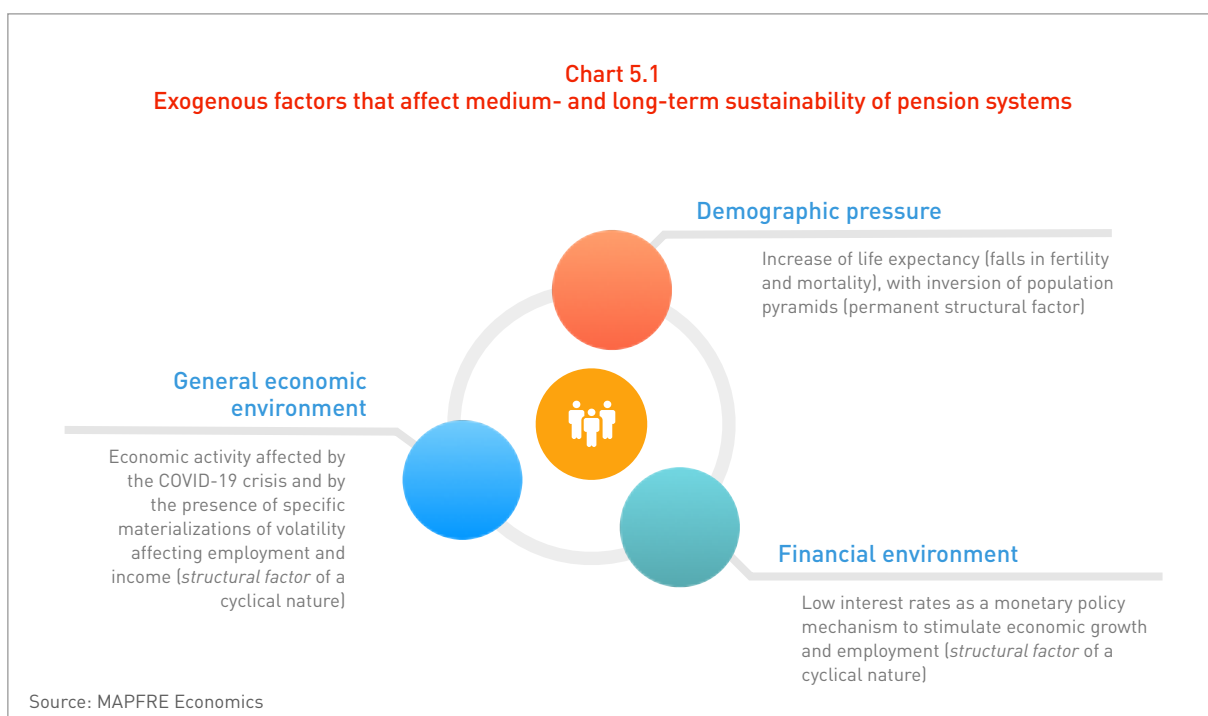 Chart 5.1
Exogenous factors that affect medium- and long-term sustainability of pension systems
Demographic pressure
Increase of life expectancy (falls in fertility
and mortality), with inversion of population
pyramids (permanent structural factor)
General economic
environment
Economic activity affected by
the COVID-19 crisis and by
the presence of specific
materializations of volatility
affecting employment and
income (structural factor of a
cyclical nature)
Financial environment
Low interest rates as a monetary policy
mechanism to stimulate economic growth
and employment (structural factor of a
cyclical nature)
Source: MAPFRE Economics